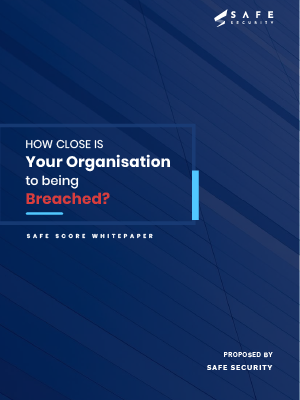 SAFE
SECURITY
HOW CLOSE IS
Your Organisation
to being
Breached?
SAFE SCORE WHITEPAPER
PROPOSED BY
SAFE SECURITY